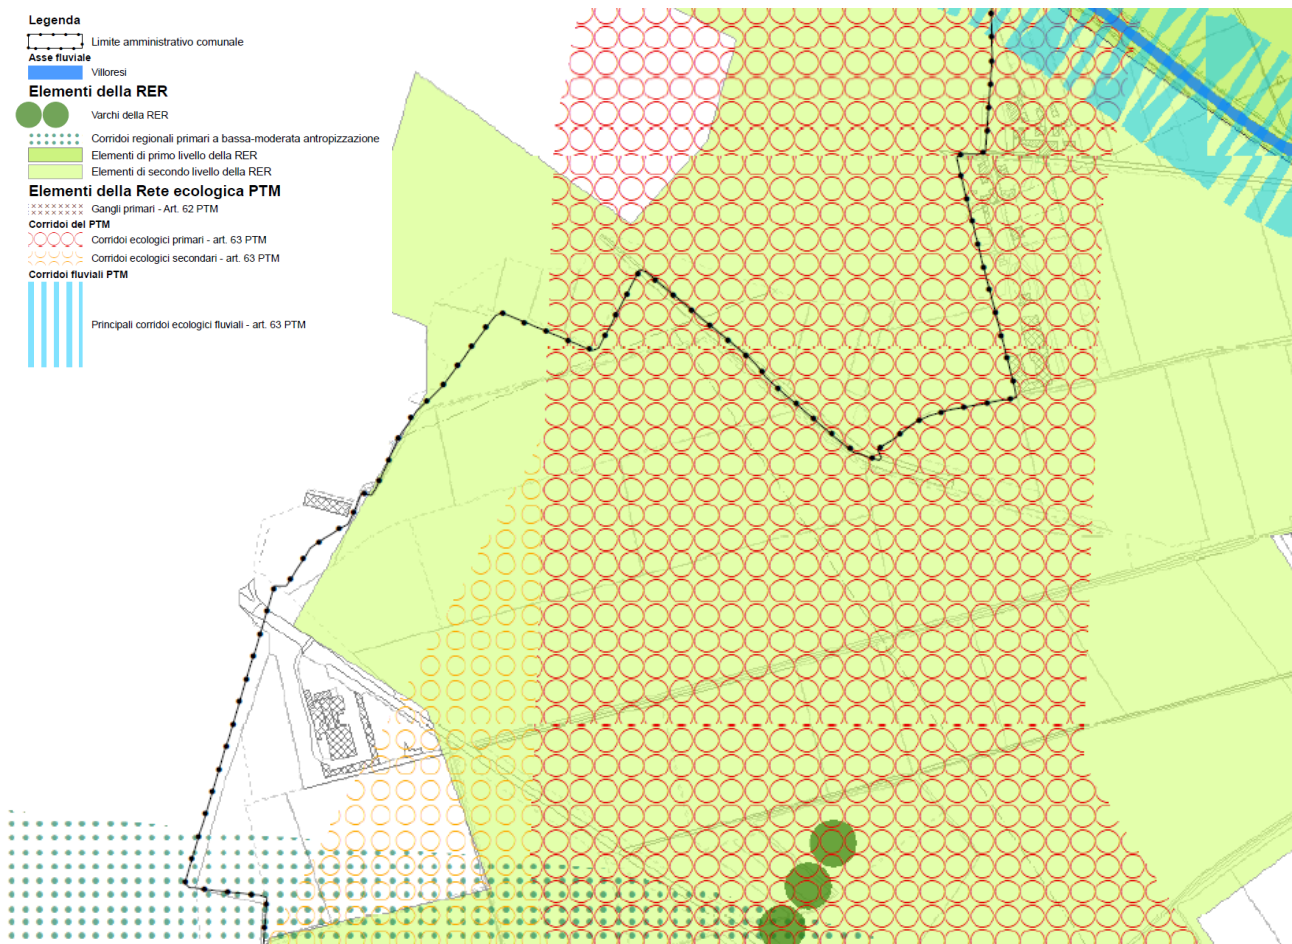 Legenda
Limite amministrativo comunale
Asse fluviale
Villoresi
Elementi della RER
Varchi della RER
Corridoi regionali primari a bassa-moderata antropizzazione
Elementi di primo livello della RER
Elementi di secondo livello della RER
Elementi della Rete ecologica PTM
Gangli primari - Art. 62 PTM
Corridoi del PTM
Corridoi ecologici primari - art. 63 PTM
Corridoi ecologici secondari - art. 63 PTM
Corridoi fluviali PTM
Principali corridoi ecologici fluviali - art. 63 PTM